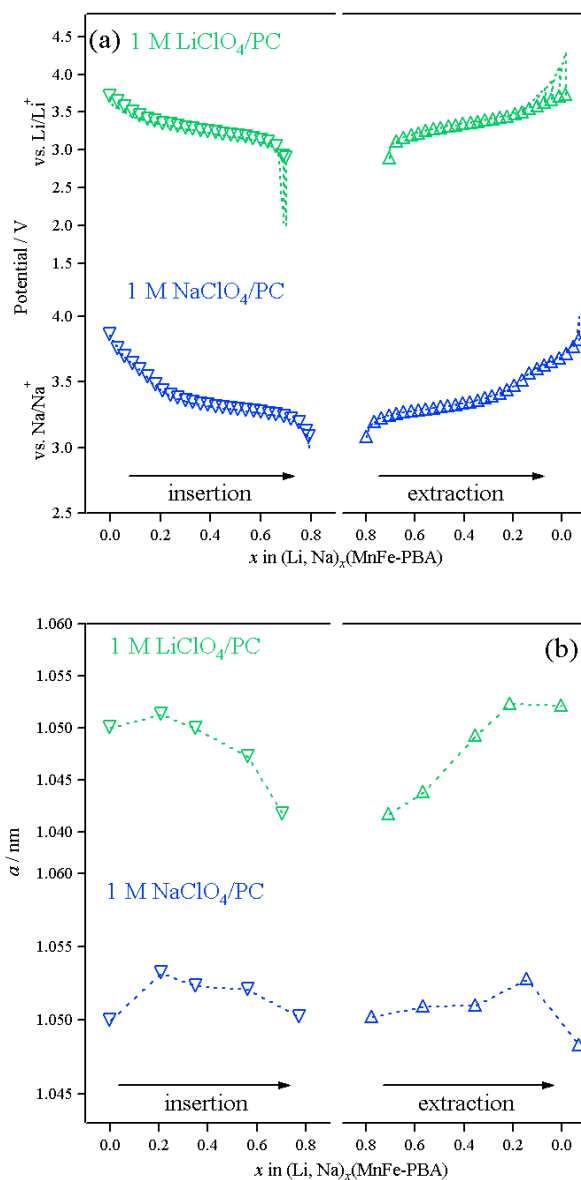 (a)
1 M LiClO₄/PC
4.5
4.0
3.5
3.0
2.0
1.5
vs. Li/Li⁺
Potential / V
1 M NaClO₄/PC
4.0
3.5
3.0
2.5
vs. Na/Na⁺
insertion
extraction
0.0 0.2 0.4 0.6 0.8 0.8 0.6 0.4 0.2 0.0
x in (Li, Na)ₓ(MnFe-PBA)
(b)
1 M LiClO₄/PC
1.060
1.055
1.050
1.045
1.040
a / nm
1.060
1 M NaClO₄/PC
1.055
1.050
1.045
insertion
extraction
0.0 0.2 0.4 0.6 0.8 0.8 0.6 0.4 0.2 0.0
x in (Li, Na)ₓ(MnFe-PBA)